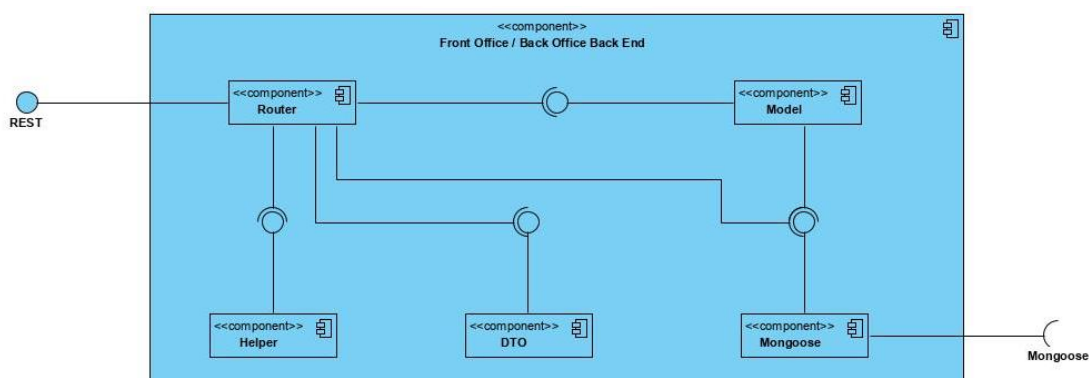 <<component>>
Front Office / Back Office Back End
<<component>>
Router
<<component>>
Model
REST
<<component>>
Helper
<<component>>
DTO
<<component>>
Mongoose
Mongoose